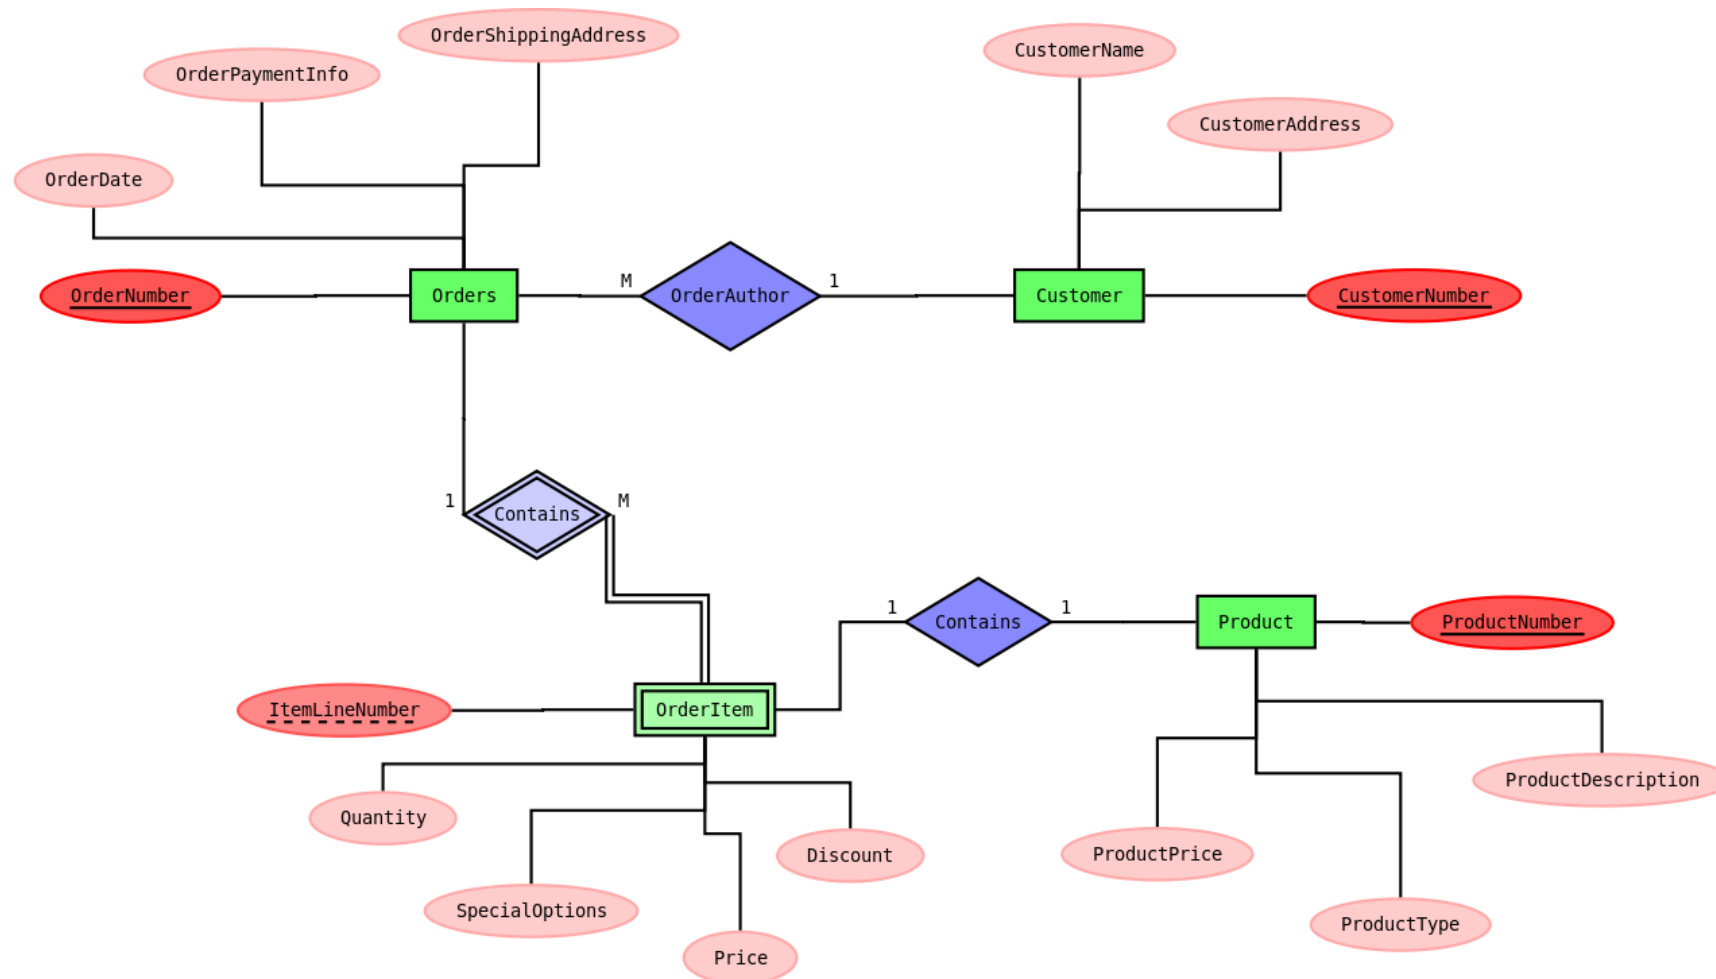 OrderShippingAddress
CustomerName
OrderPaymentInfo
CustomerAddress
OrderDate
OrderNumber
Orders
M
OrderAuthor
1
Customer
CustomerNumber
1
Contains
M
1
Contains
1
Product
ProductNumber
ItemLineNumber
OrderItem
ProductDescription
Quantity
Discount
ProductPrice
SpecialOptions
ProductType
Price